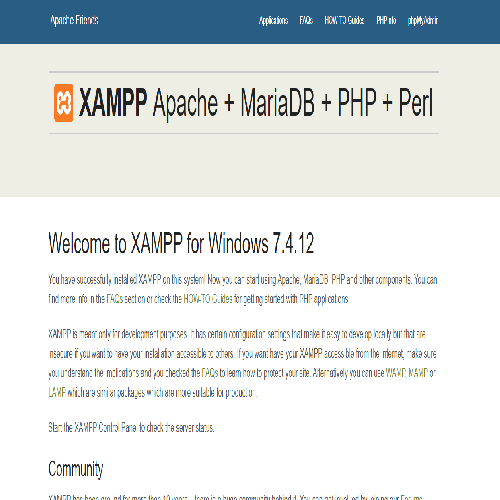 Apache Friends
Applications FAQs HOW-TO Guides PHPInfo phpMyAdmin
XAMPP Apache + MariaDB + PHP + Perl
Welcome to XAMPP for Windows 7.4.12
You have successfully installed XAMPP on this system! Now you can start using Apache, MariaDB, PHP and other components. You can
find more info in the FAQs section or check the HOW-TO Guides for getting started with PHP applications.
XAMPP is meant only for development purposes. It has certain configuration settings that make it easy to develop locally but that are
insecure if you want to have your installation accessible to others. If you want have your XAMPP accessible from the internet, make sure
you understand the implications and you checked the FAQs to learn how to protect your site. Alternatively you can use WAMP, MAMP or
LAMP which are similar packages which are more suitable for production.
Start the XAMPP Control Panel to check the server status.
Community
XAMPP has been around for more than 10 years – there is a huge community behind it. You can get involved by joining our Forums,